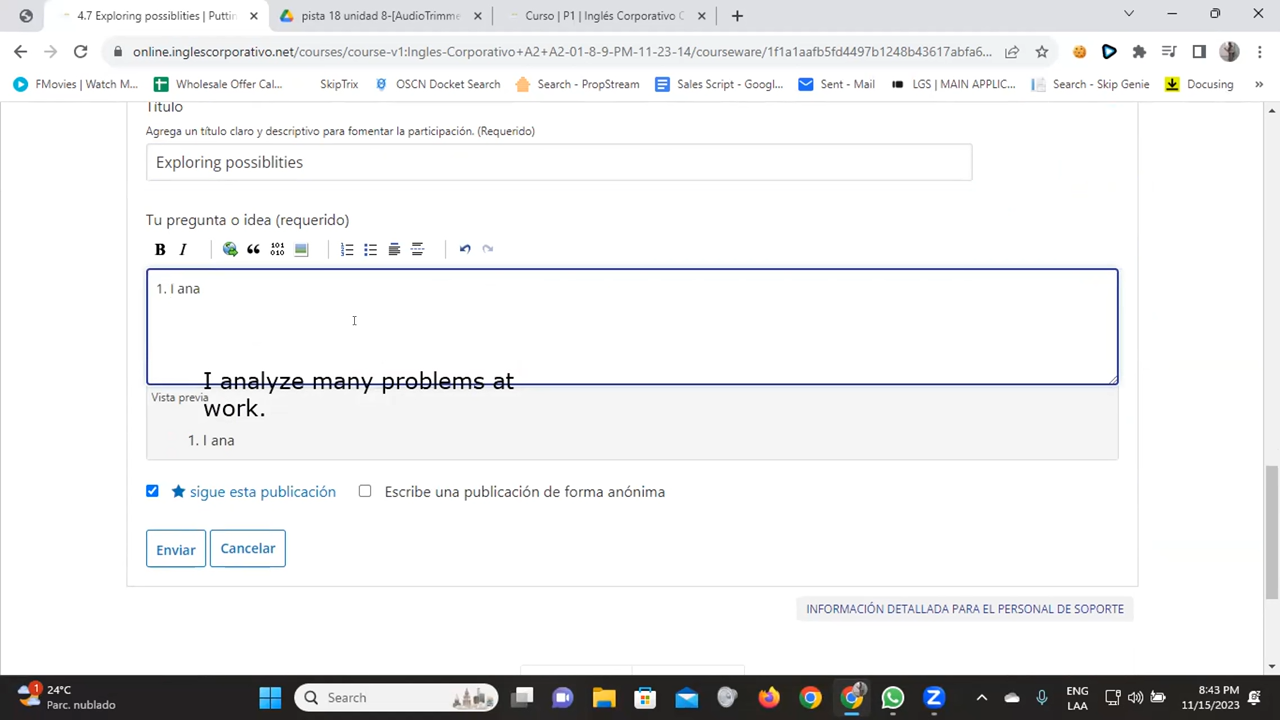 4.7 Exploring possiblities | Puttin
pista 18 unidad 8-[AudioTrimme
Curso | P1 | Inglés Corporativo C
online.inglescorporativo.net/courses/course-v1:Ingles-Corporativo+A2+A2-01-8-9-PM-11-23-14/courseware/1f1a1aafb5fd4497b1248b43617abfa6...
FMovies | Watch M...
Wholesale Offer Cal...
SkipTrix
OSCN Docket Search
Search - PropStream
Sales Script - Googl...
Sent - Mail
LGS | MAIN APPLIC...
Search - Skip Genie
Docusing
»
Título
Agrega un título claro y descriptivo para fomentar la participación. (Requerido)
Exploring possiblities
Tu pregunta o idea (requerido)
B I
101
010
1. I ana
I analyze many problems at
work.
Vista previa
1. I ana
sigue esta publicación
Escribe una publicación de forma anónima
Enviar
Cancelar
INFORMACIÓN DETALLADA PARA EL PERSONAL DE SOPORTE
1
24°C
Parc. nublado
Search
ENG
LAA
8:43 PM
11/15/2023